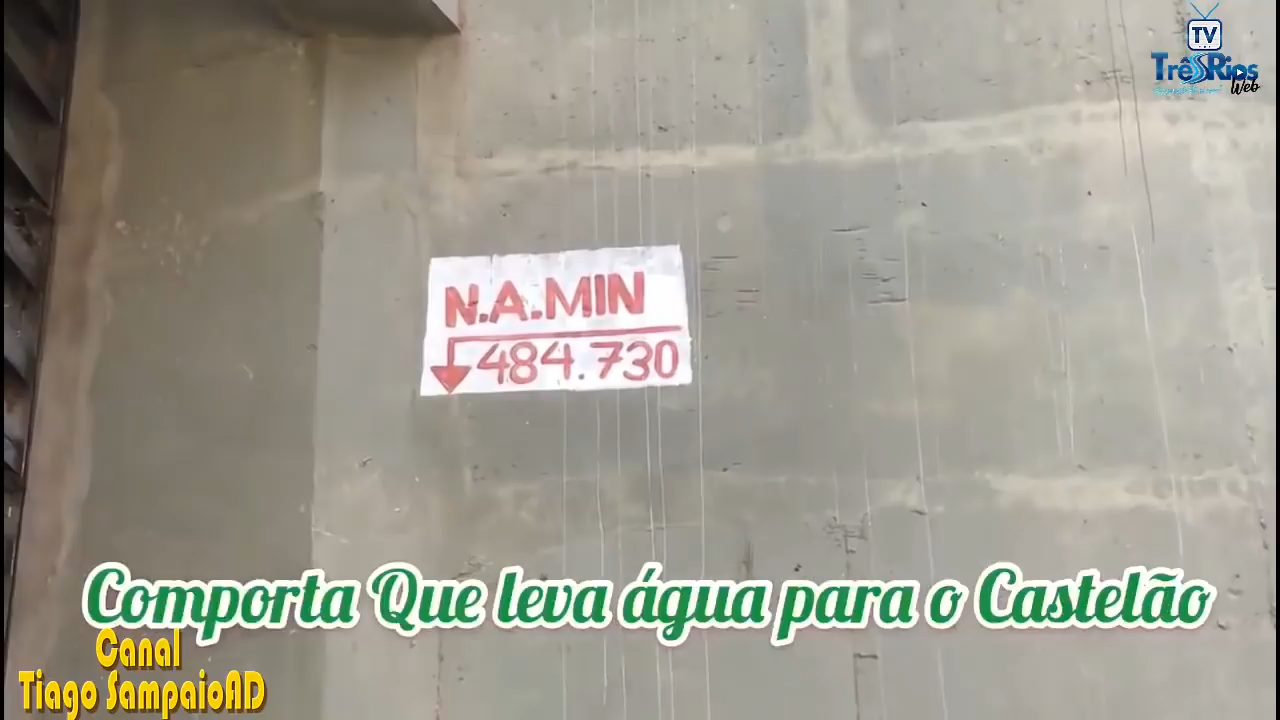 TV
TrêsRios
Web
N.A.MIN
484.730
Comporta Que leva água para o Castelão
Canal
Tiago SampaioAD